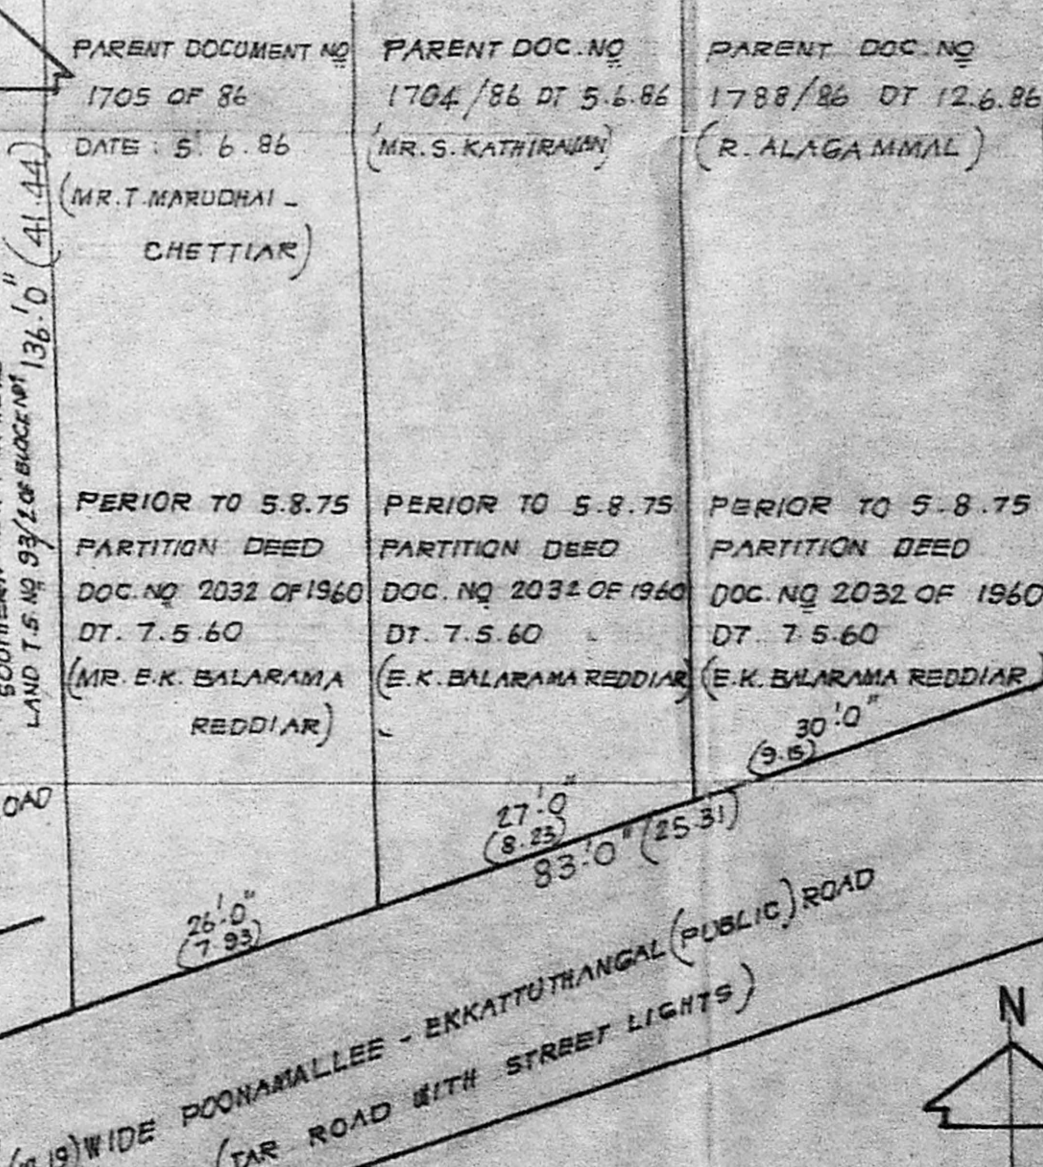 PARENT DOCUMENT NO
1705 OF 86
DATE : 5. 6. 86
(MR. T. MARUDHAI -
CHETTIAR)
PARENT DOC. NO
1704/86 DT 5.6.86
(MR. S. KATHIRAJAN)
PARENT DOC. NO
1788/86 DT 12.6.86
(R. ALAGAMMAL)
136'-0" (41.44)
LAND T.S. NO 93/2 OF BLOCK NO
PERIOR TO 5.8.75
PARTITION DEED
DOC. NO 2032 OF 1960
DT. 7.5.60
(MR. E.K. BALARAMA
REDDIAR)
PERIOR TO 5.8.75
PARTITION DEED
DOC. NO 2032 OF 1960
DT. 7.5.60
(E.K. BALARAMA REDDIAR)
PERIOR TO 5.8.75
PARTITION DEED
DOC. NO 2032 OF 1960
DT. 7.5.60
(E.K. BALARAMA REDDIAR)
OAD
26'-0"
(7.93)
27'-0"
(8.23)
30'-0"
(9.15)
83'-0" (25.31)
WIDE POONAMALLEE - EKKATTUTHANGAL (PUBLIC) ROAD
(TAR ROAD WITH STREET LIGHTS)
N